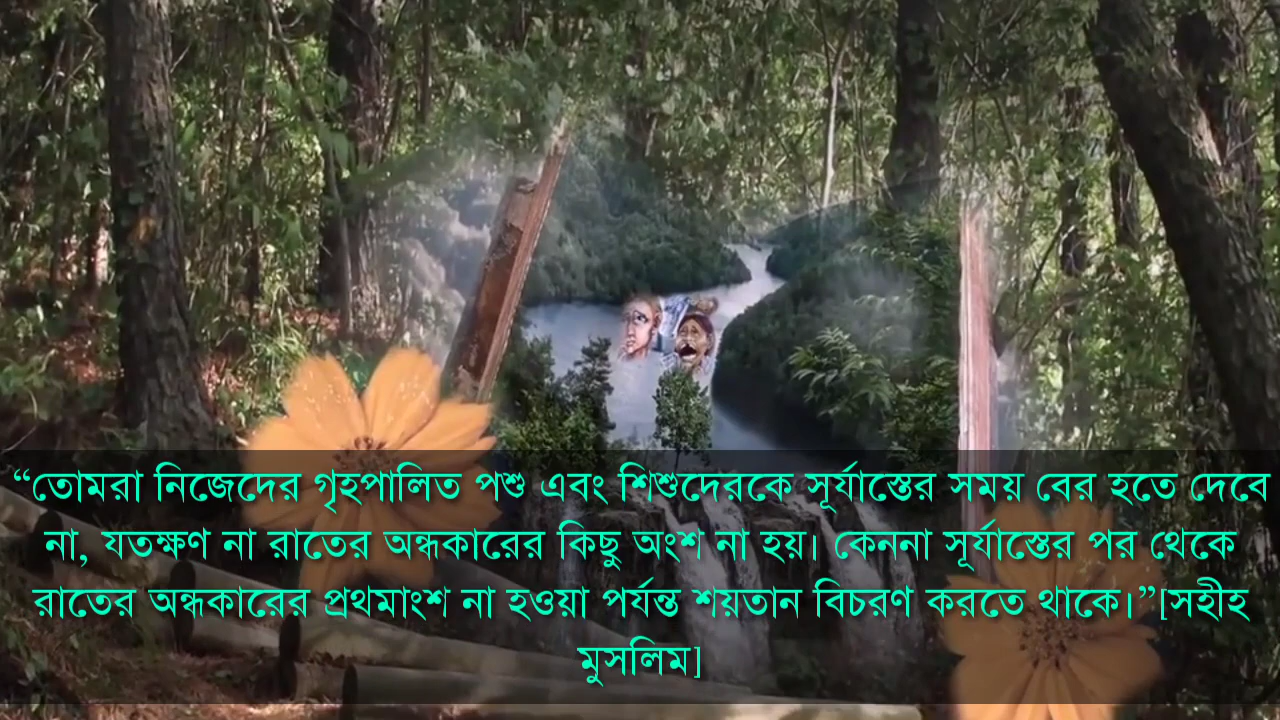 “তোমরা নিজেদের গৃহপালিত পশু এবং শিশুদেরকে সূর্যাস্তের সময় বের হতে দেবে
না, যতক্ষণ না রাতের অন্ধকারের কিছু অংশ না হয়। কেননা সূর্যাস্তের পর থেকে
রাতের অন্ধকারের প্রথমাংশ না হওয়া পর্যন্ত শয়তান বিচরণ করতে থাকে।”[সহীহ
মুসলিম]